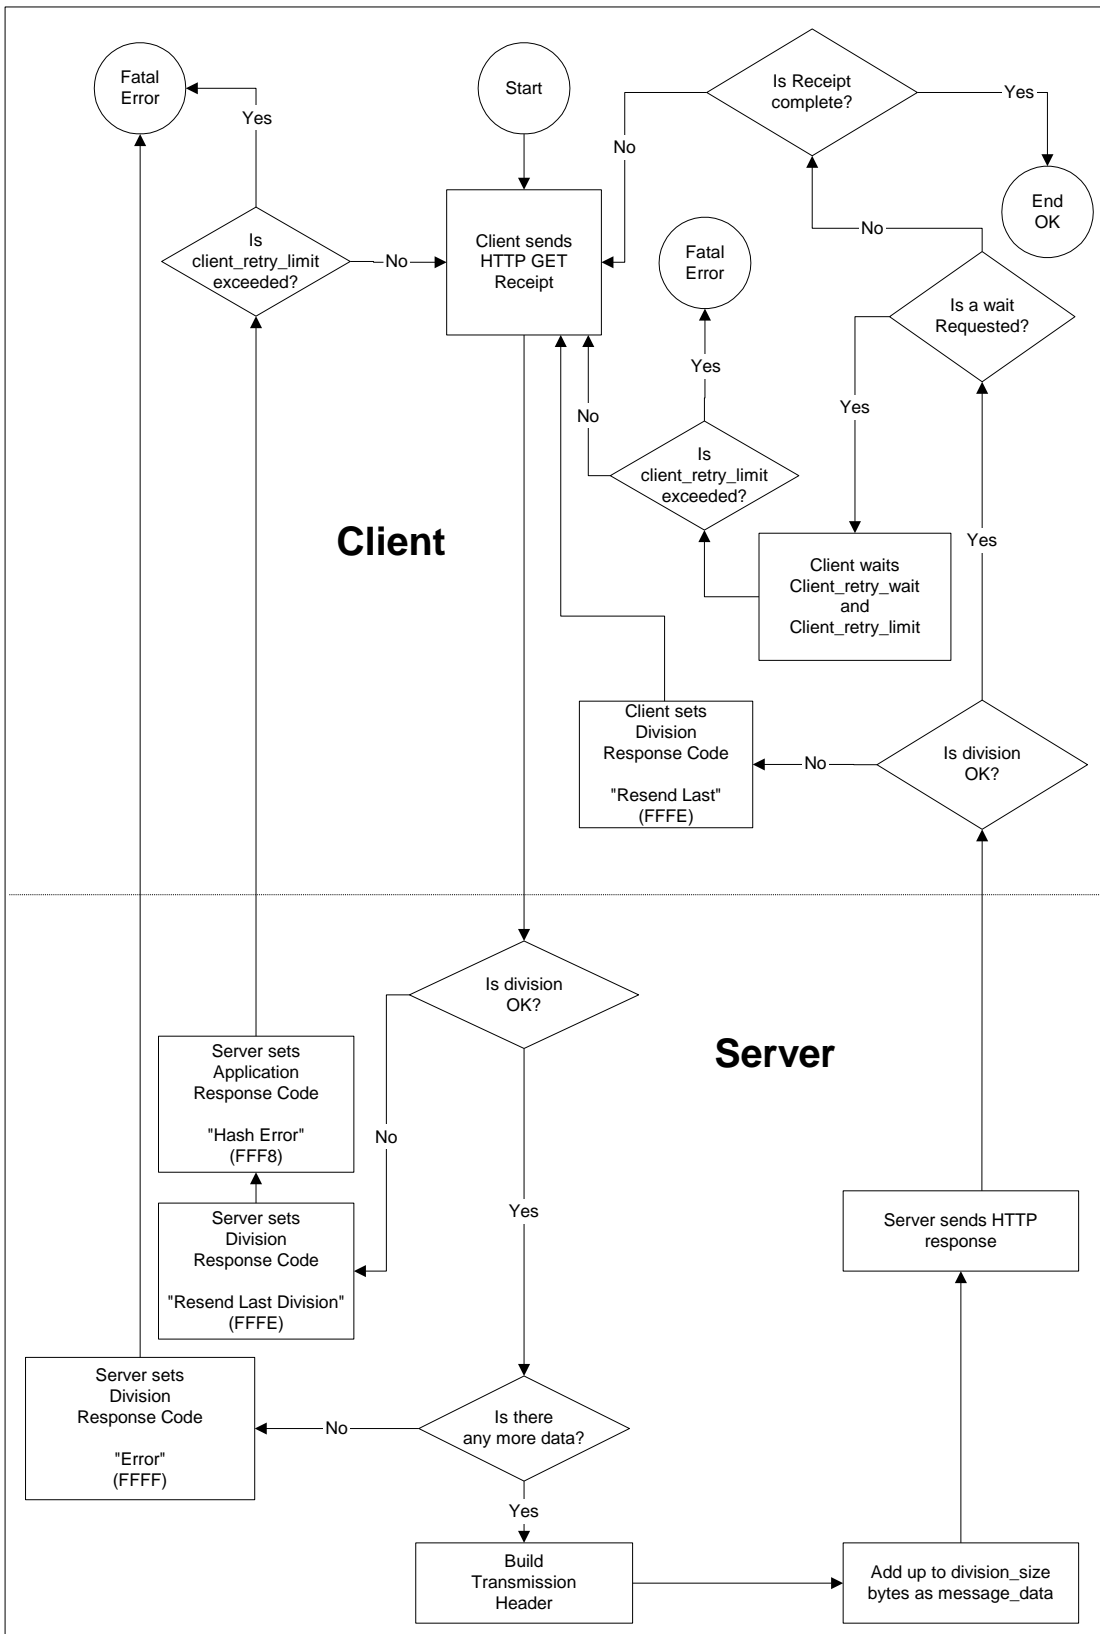 Fatal
Error
Start
Is Receipt
complete?
Yes
Yes
No
End
OK
No
Is
client_retry_limit
exceeded?
No
Client sends
HTTP GET
Receipt
Fatal
Error
Is a wait
Requested?
Yes
No
Yes
Is
client_retry_limit
exceeded?
Client
Yes
Client waits
Client_retry_wait
and
Client_retry_limit
Client sets
Division
Response Code
"Resend Last"
(FFFE)
No
Is division
OK?
Is division
OK?
Server
Server sets
Application
Response Code
"Hash Error"
(FFF8)
No
Yes
Server sets
Division
Response Code
"Resend Last Division"
(FFFE)
Server sends HTTP
response
Server sets
Division
Response Code
"Error"
(FFFF)
No
Is there
any more data?
Yes
Build
Transmission
Header
Add up to division_size
bytes as message_data